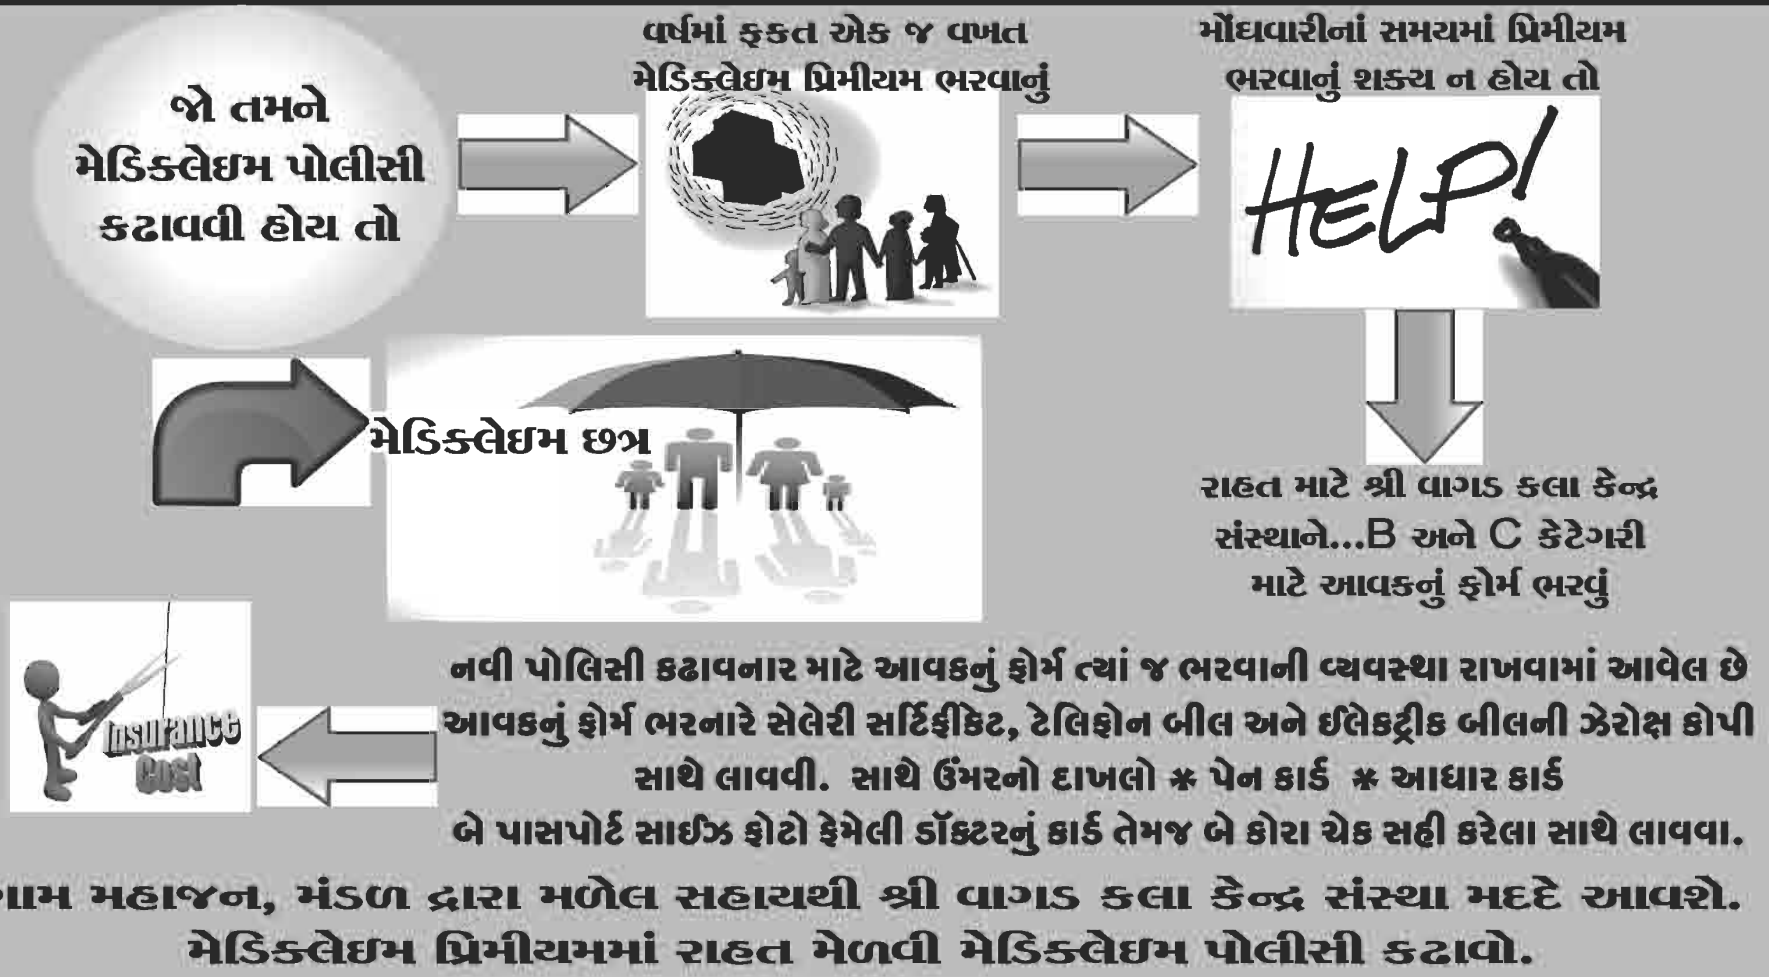 જો તમને
મેડિક્લેઇમ પોલીસી
કઢાવવી હોય તો
વર્ષમાં ફકત એક જ વખત
મેડિક્લેઇમ પ્રિમીયમ ભરવાનું
મોંઘવારીનાં સમયમાં પ્રિમીયમ
ભરવાનું શક્ય ન હોય તો
HELP!
મેડિક્લેઇમ છત્ર
રાહત માટે શ્રી વાગડ કલા કેન્દ્ર
સંસ્થાને...B અને C કેટેગરી
માટે આવકનું ફોર્મ ભરવું
Insurance
Cost
નવી પોલિસી કઢાવનાર માટે આવકનું ફોર્મ ત્યાં જ ભરવાની વ્યવસ્થા રાખવામાં આવેલ છે
આવકનું ફોર્મ ભરનારે સેલેરી સર્ટિફીકેટ, ટેલિફોન બીલ અને ઈલેકટ્રીક બીલની ઝેરોક્ષ કોપી
સાથે લાવવી. સાથે ઉંમરનો દાખલો * પેન કાર્ડ * આધાર કાર્ડ
બે પાસપોર્ટ સાઈઝ ફોટો ફેમેલી ડૉક્ટરનું કાર્ડ તેમજ બે કોરા ચેક સહી કરેલા સાથે લાવવા.
મહાજન, મંડળ દ્રારા મળેલ સહાયથી શ્રી વાગડ કલા કેન્દ્ર સંસ્થા મદદે આવશે.
મેડિક્લેઇમ પ્રિમીયમમાં રાહત મેળવી મેડિક્લેઇમ પોલીસી કઢાવો.